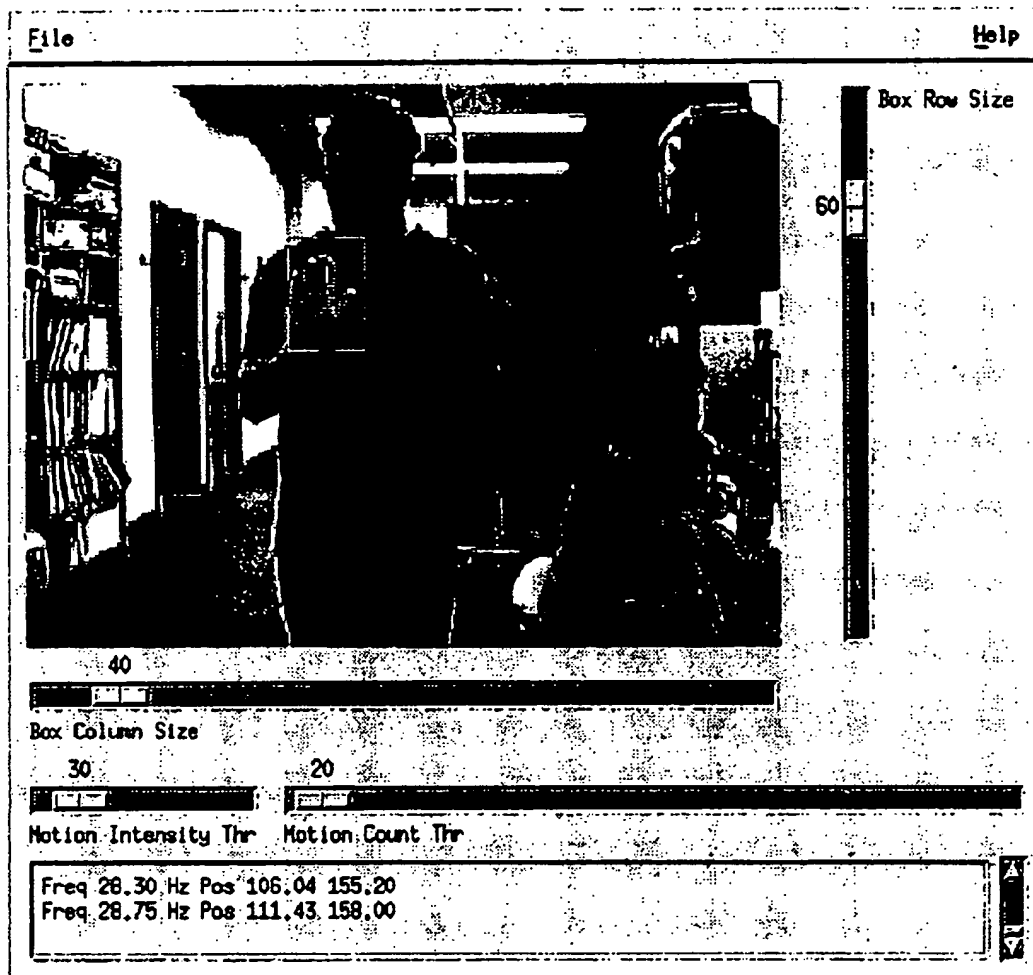 File
Help
Box Row Size
60
40
Box Column Size
30
20
Motion Intensity Thr
Motion Count Thr
Freq 28.30 Hz Pos 106.04 155.20
Freq 28.75 Hz Pos 111.43 158.00